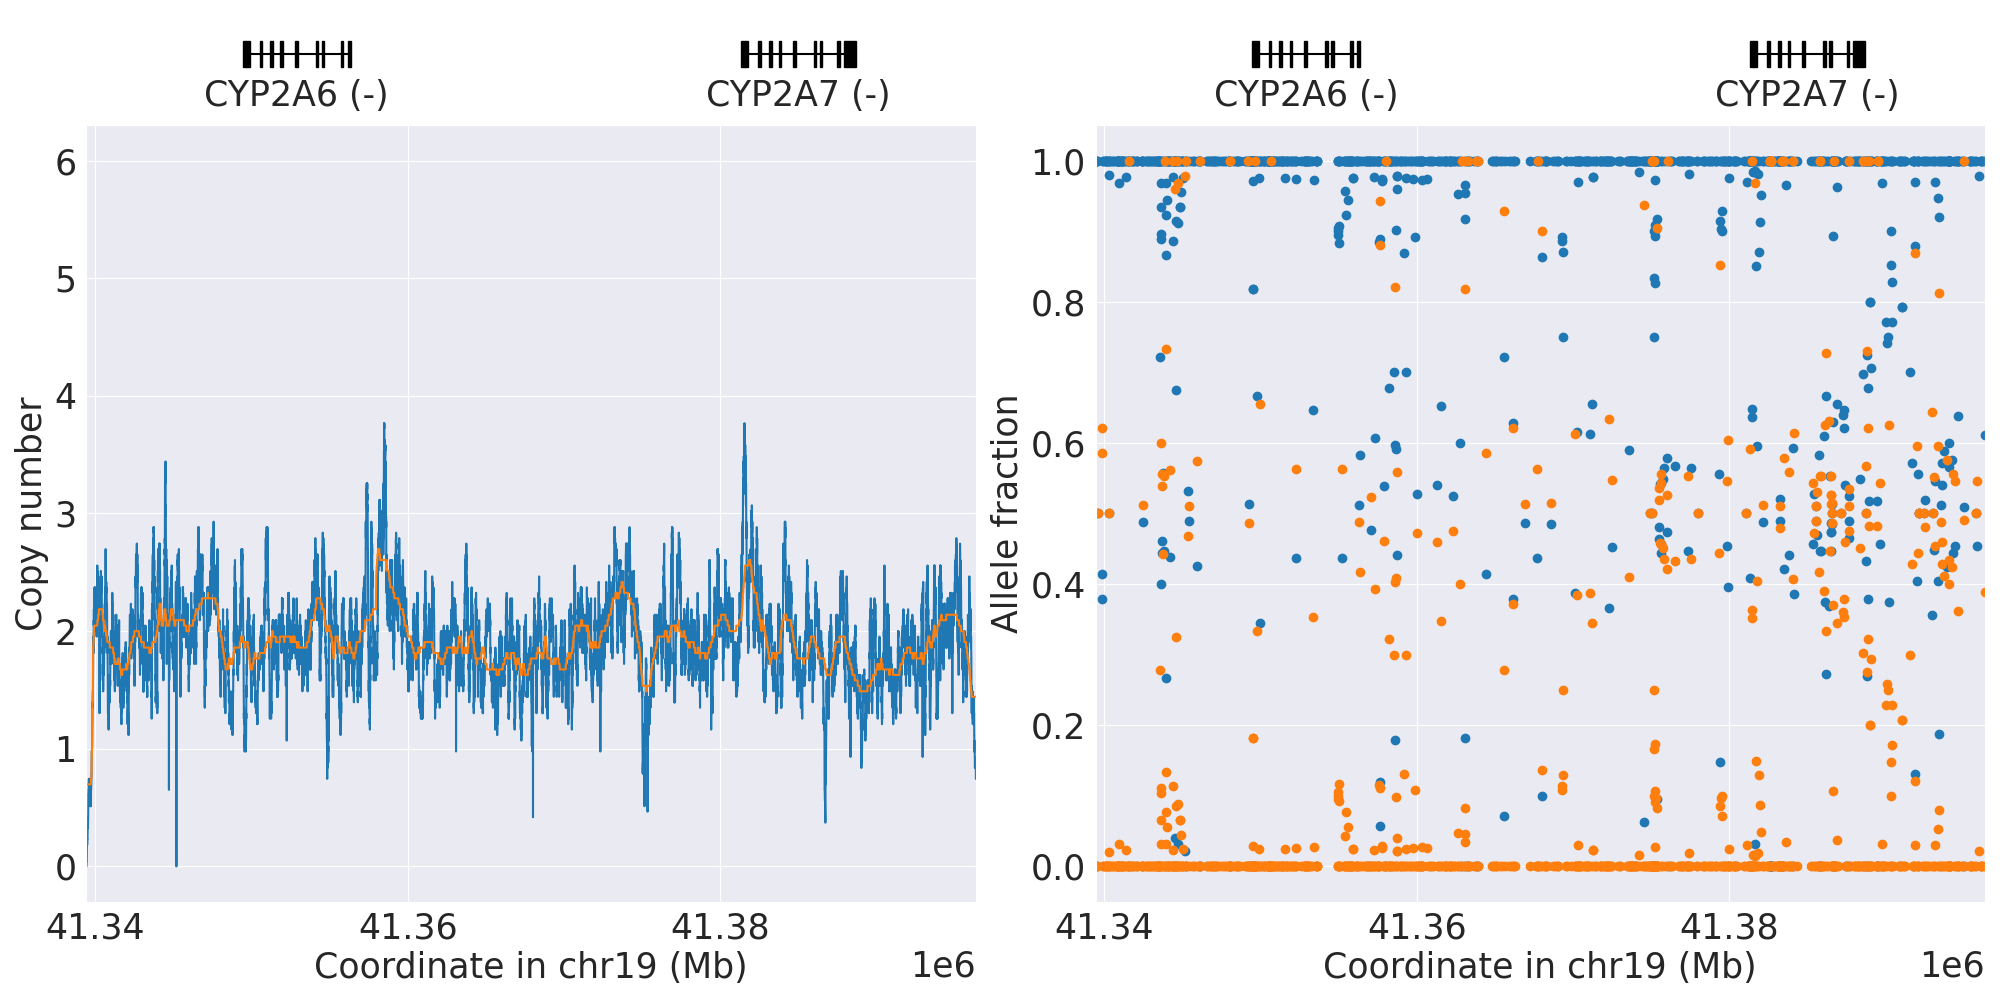 CYP2A6 (-)
CYP2A7 (-)
6
5
4
3
2
1
0
Copy number
41.34
41.36
41.38
Coordinate in chr19 (Mb)
1e6
CYP2A6 (-)
CYP2A7 (-)
1.0
0.8
0.6
0.4
0.2
0.0
Allele fraction
41.34
41.36
41.38
Coordinate in chr19 (Mb)
1e6